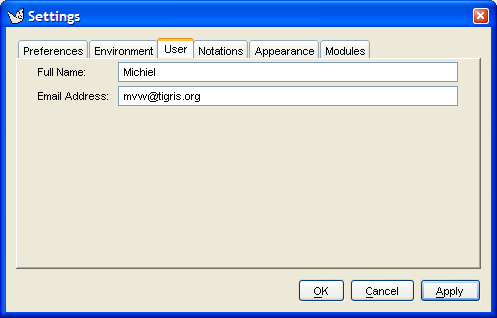 Settings
Preferences Environment User Notations Appearance Modules
Full Name: Michiel
Email Address: mvw@tigris.org
OK Cancel Apply